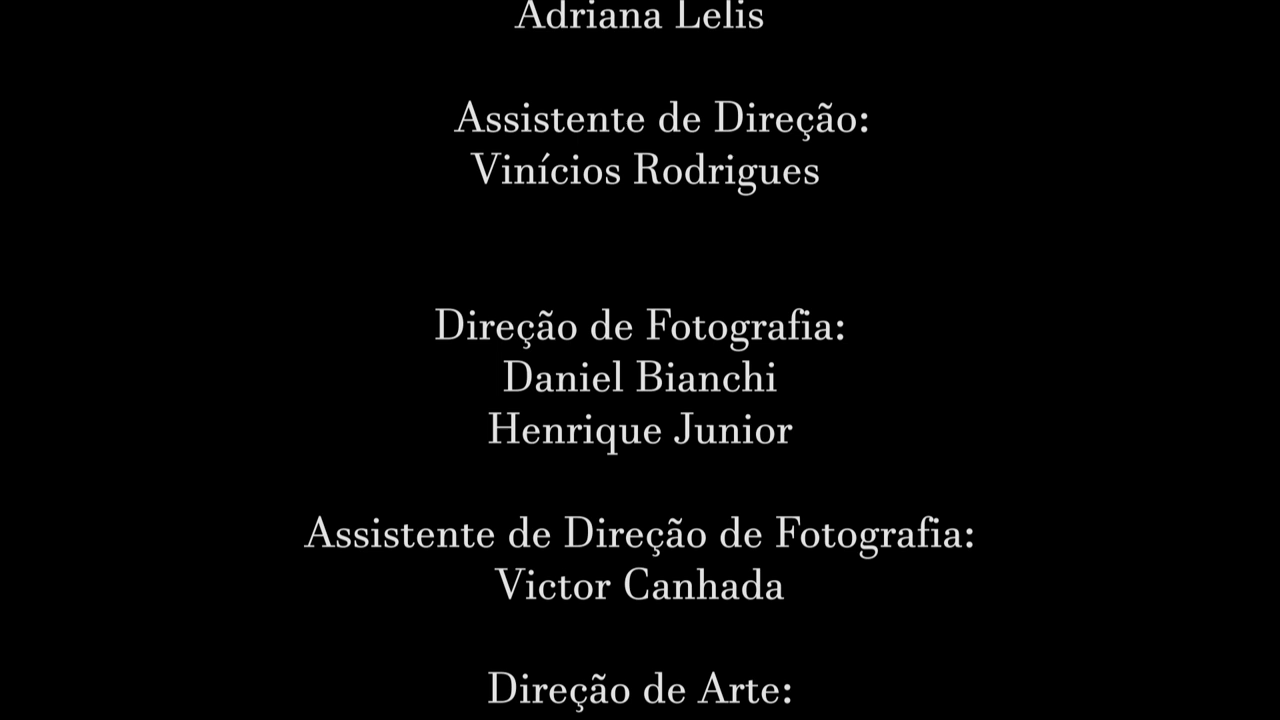 Adriana Lelis
Assistente de Direção:
Vinícios Rodrigues
Direção de Fotografia:
Daniel Bianchi
Henrique Junior
Assistente de Direção de Fotografia:
Victor Canhada
Direção de Arte: